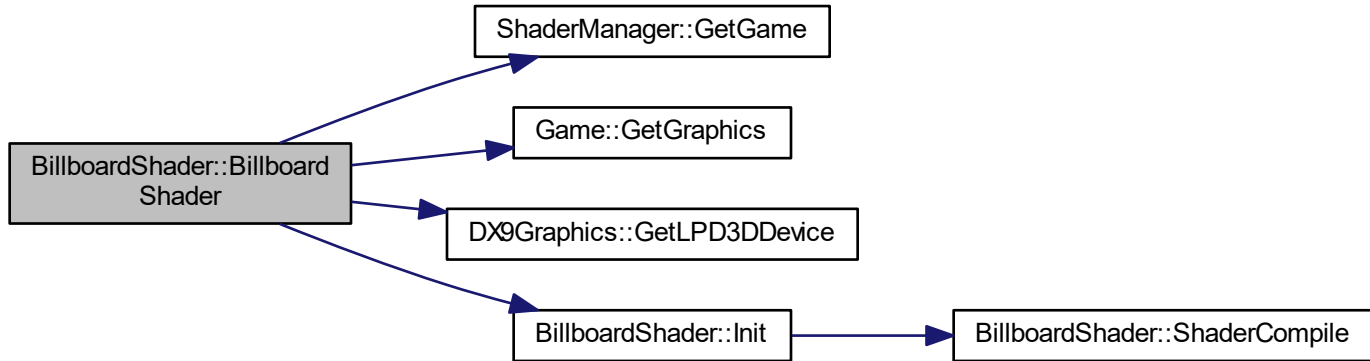 ShaderManager::GetGame
Game::GetGraphics
BillboardShader::Billboard
Shader
DX9Graphics::GetLPD3DDevice
BillboardShader::Init
BillboardShader::ShaderCompile